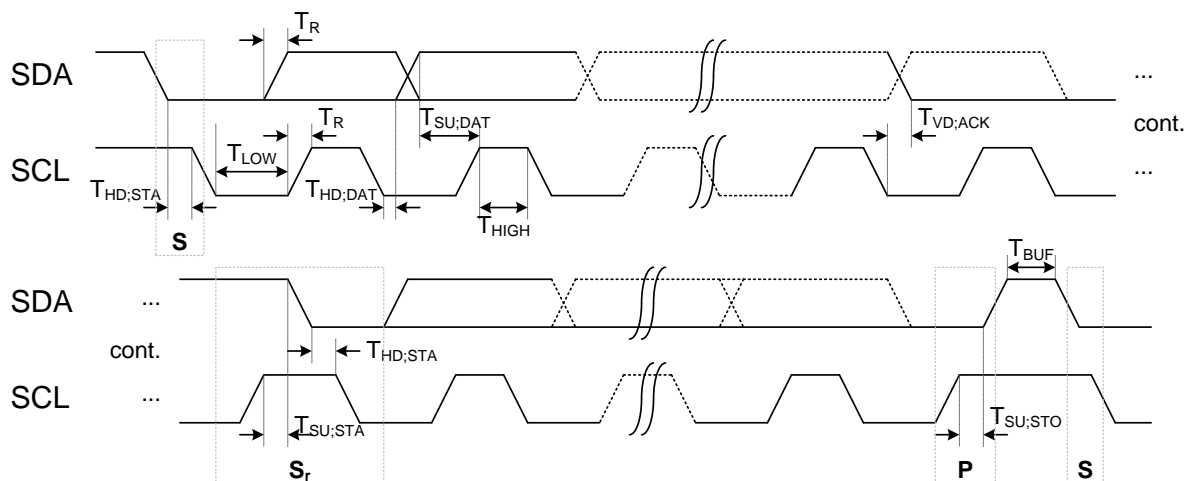 T_R
SDA
...
T_SU;DAT
T_R
T_VD;ACK
cont.
T_LOW
SCL
...
T_HD;STA
T_HD;DAT
T_HIGH
S
T_BUF
SDA
...
cont.
T_HD;STA
SCL
...
T_SU;STA
T_SU;STO
S_r
P
S